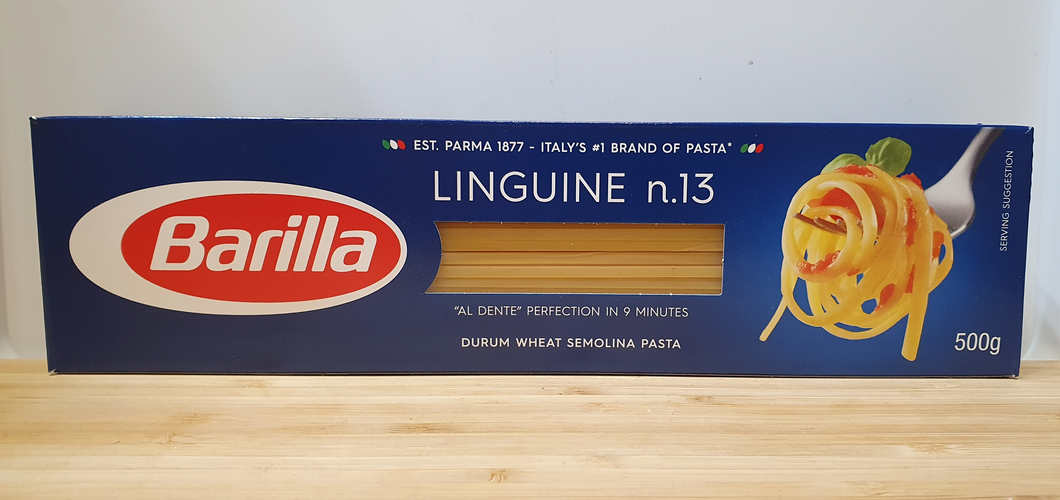 Barilla
EST. PARMA 1877 - ITALY'S #1 BRAND OF PASTA*
LINGUINE n.13
"AL DENTE" PERFECTION IN 9 MINUTES
DURUM WHEAT SEMOLINA PASTA
SERVING SUGGESTION
500g